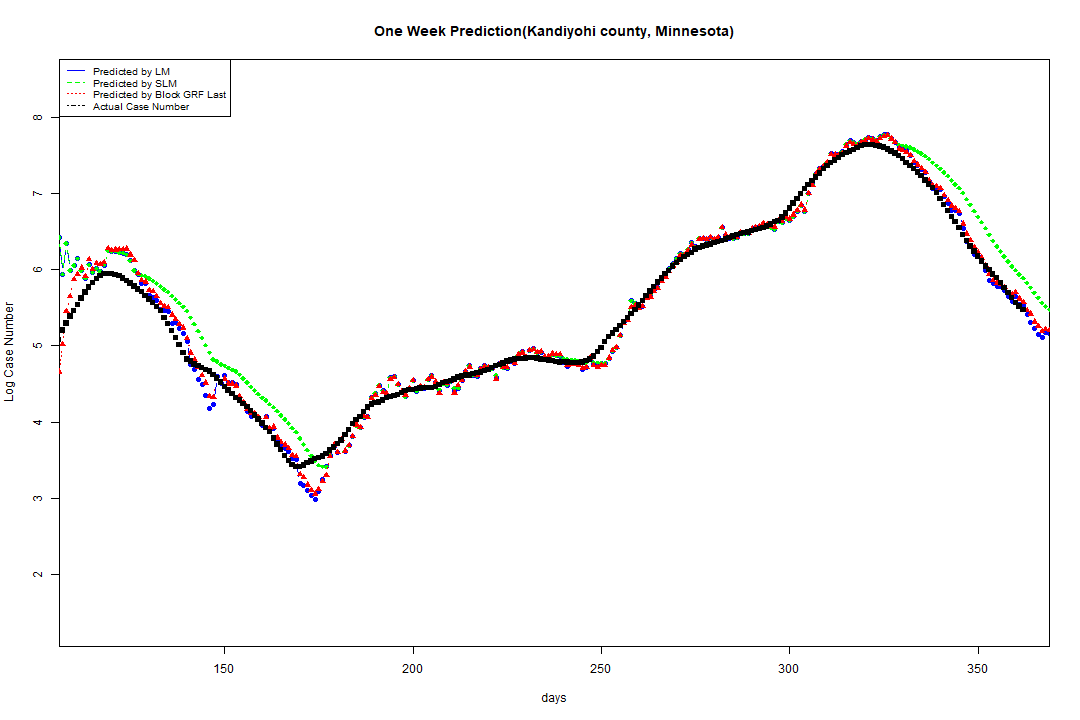 One Week Prediction(Kandiyohi county, Minnesota)
Predicted by LM
Predicted by SLM
Predicted by Block GRF Last
Actual Case Number
Log Case Number
8
7
6
5
4
3
2
150 200 250 300 350
days